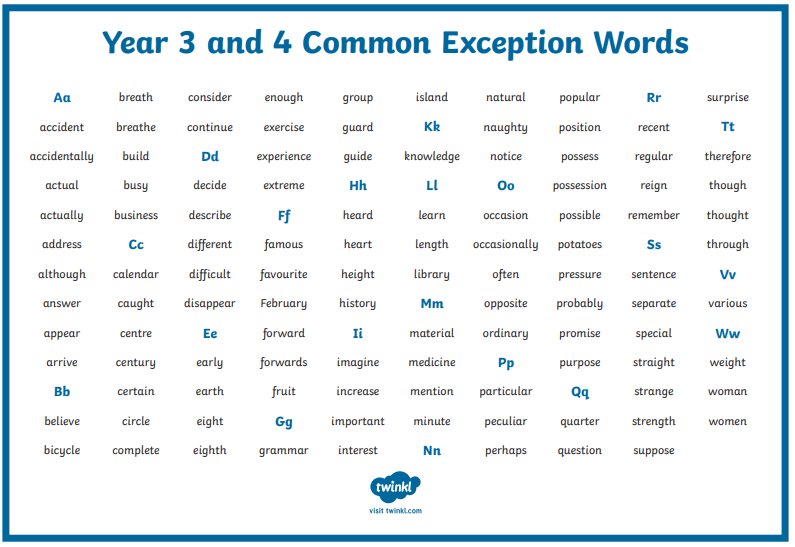 Year 3 and 4 Common Exception Words
Aa
accident
accidentally
actual
actually
address
although
answer
appear
arrive
Bb
believe
bicycle
breath
breathe
build
busy
business
Cc
calendar
caught
centre
century
certain
circle
complete
consider
continue
Dd
decide
describe
different
difficult
disappear
Ee
early
earth
eight
eighth
enough
exercise
experience
extreme
Ff
famous
favourite
February
forward
forwards
fruit
Gg
grammar
group
guard
guide
Hh
heard
heart
height
history
Ii
imagine
increase
important
interest
island
Kk
knowledge
Ll
learn
length
library
Mm
material
medicine
mention
minute
Nn
natural
naughty
notice
Oo
occasion
occasionally
often
opposite
ordinary
Pp
particular
peculiar
perhaps
popular
position
possess
possession
possible
potatoes
pressure
probably
promise
purpose
Qq
quarter
question
Rr
recent
regular
reign
remember
Ss
sentence
separate
special
straight
strange
strength
suppose
surprise
Tt
therefore
though
thought
through
Vv
various
Ww
weight
woman
women
twinkl
visit twinkl.com